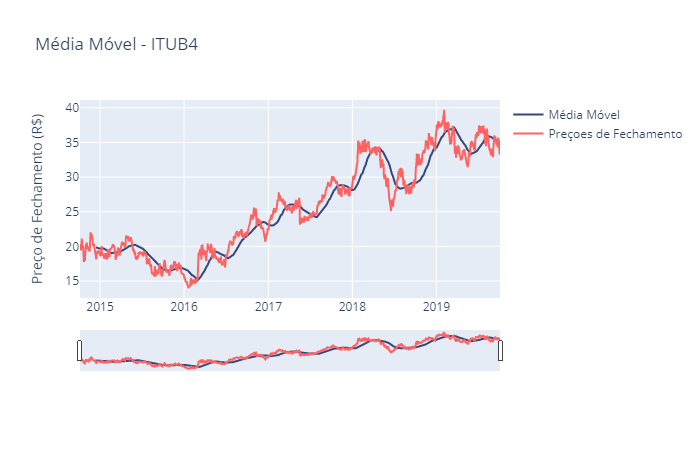 Média Móvel - ITUB4
Média Móvel
Preçoes de Fechamento
Preço de Fechamento (R$)
40
35
30
25
20
15
2015
2016
2017
2018
2019